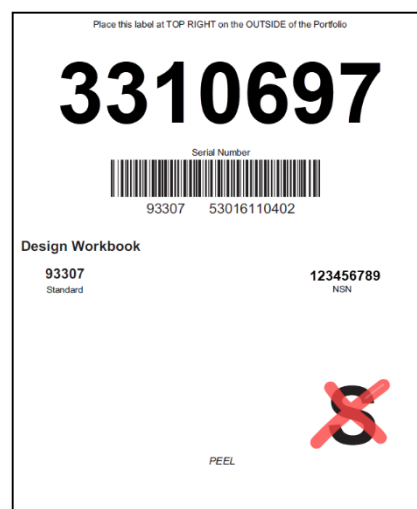 Place this label at TOP RIGHT on the OUTSIDE of the Portfolio
3310697
Serial Number
93307 53016110402
Design Workbook
93307 123456789
Standard NSN
S
PEEL